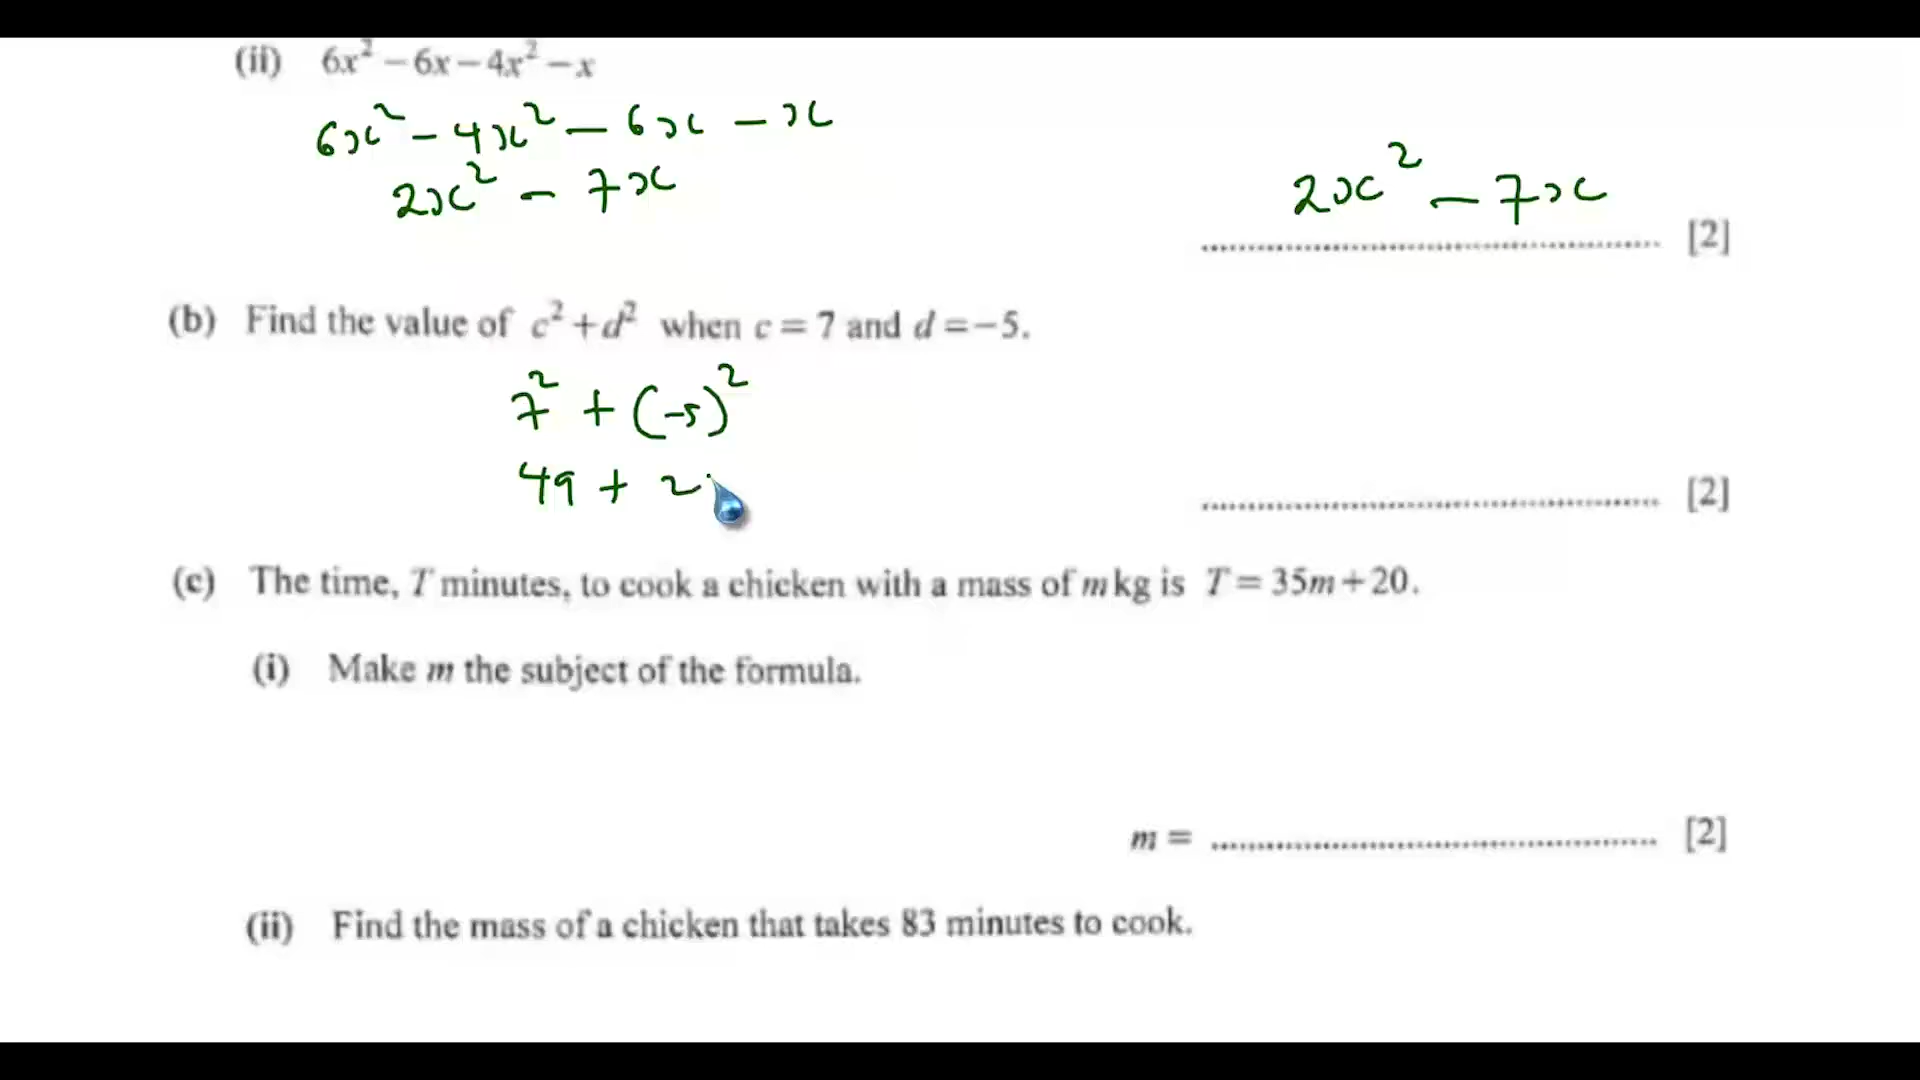 (ii) 6x² − 6x − 4x² − x
6x² − 4x² − 6x − x
2x² − 7x
2x² − 7x
........................................ [2]
(b) Find the value of c² + d² when c = 7 and d = −5.
7² + (−5)²
49 + 2
........................................ [2]
(c) The time, T minutes, to cook a chicken with a mass of m kg is T = 35m + 20.
(i) Make m the subject of the formula.
m = ........................................ [2]
(ii) Find the mass of a chicken that takes 83 minutes to cook.